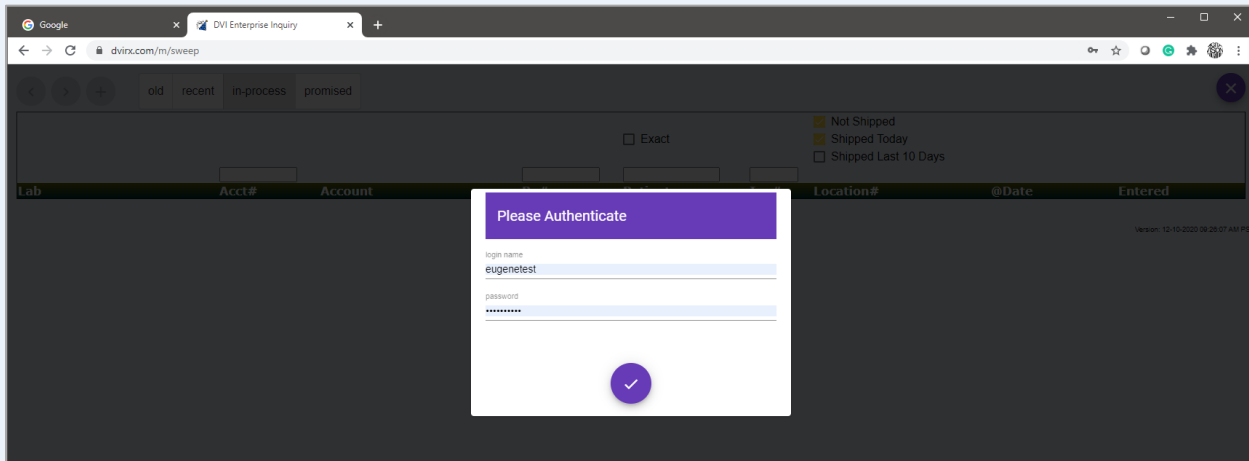 Google
DVI Enterprise Inquiry
dvirx.com/m/sweep
old recent in-process promised
Not Shipped
Exact Shipped Today
Shipped Last 10 Days
Lab Acct# Account Location# @Date Entered
Please Authenticate
Version: 12-10-2020 09:26:07 AM PS
login name
eugenetest
password
••••••••••